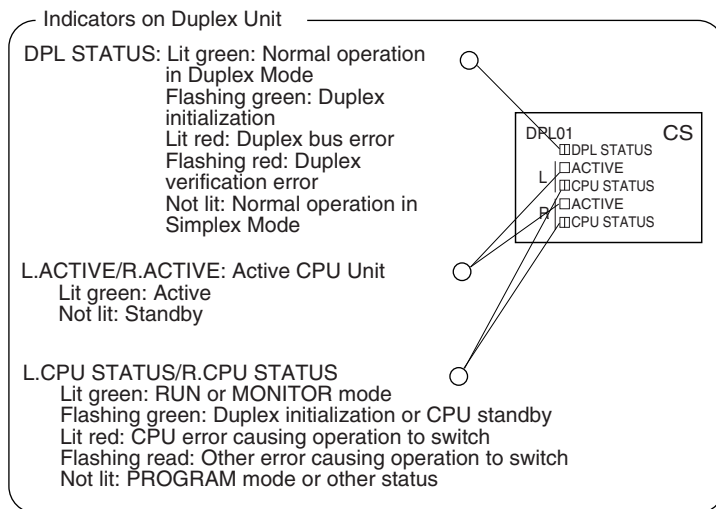 Indicators on Duplex Unit
DPL STATUS: Lit green: Normal operation
in Duplex Mode
Flashing green: Duplex
initialization
Lit red: Duplex bus error
Flashing red: Duplex
verification error
Not lit: Normal operation in
Simplex Mode
DPL01 CS
DPL STATUS
L ACTIVE
CPU STATUS
R ACTIVE
CPU STATUS
L.ACTIVE/R.ACTIVE: Active CPU Unit
Lit green: Active
Not lit: Standby
L.CPU STATUS/R.CPU STATUS
Lit green: RUN or MONITOR mode
Flashing green: Duplex initialization or CPU standby
Lit red: CPU error causing operation to switch
Flashing read: Other error causing operation to switch
Not lit: PROGRAM mode or other status